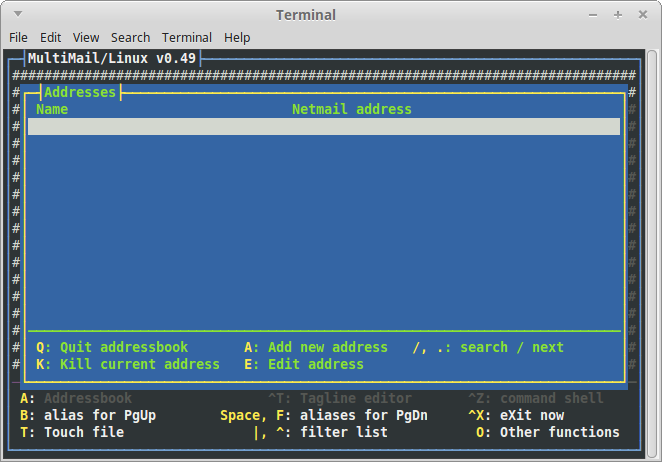 Terminal
File Edit View Search Terminal Help
MultiMail/Linux v0.49
##############################################################################
# Addresses #
# Name Netmail address #
# #
# #
# #
# #
# #
# #
# #
# #
# #
# #
# #
# #
# #
# Q: Quit addressbook A: Add new address /, .: search / next #
# K: Kill current address E: Edit address #
A: Addressbook ^T: Tagline editor ^Z: command shell
B: alias for PgUp Space, F: aliases for PgDn ^X: eXit now
T: Touch file |, ^: filter list O: Other functions